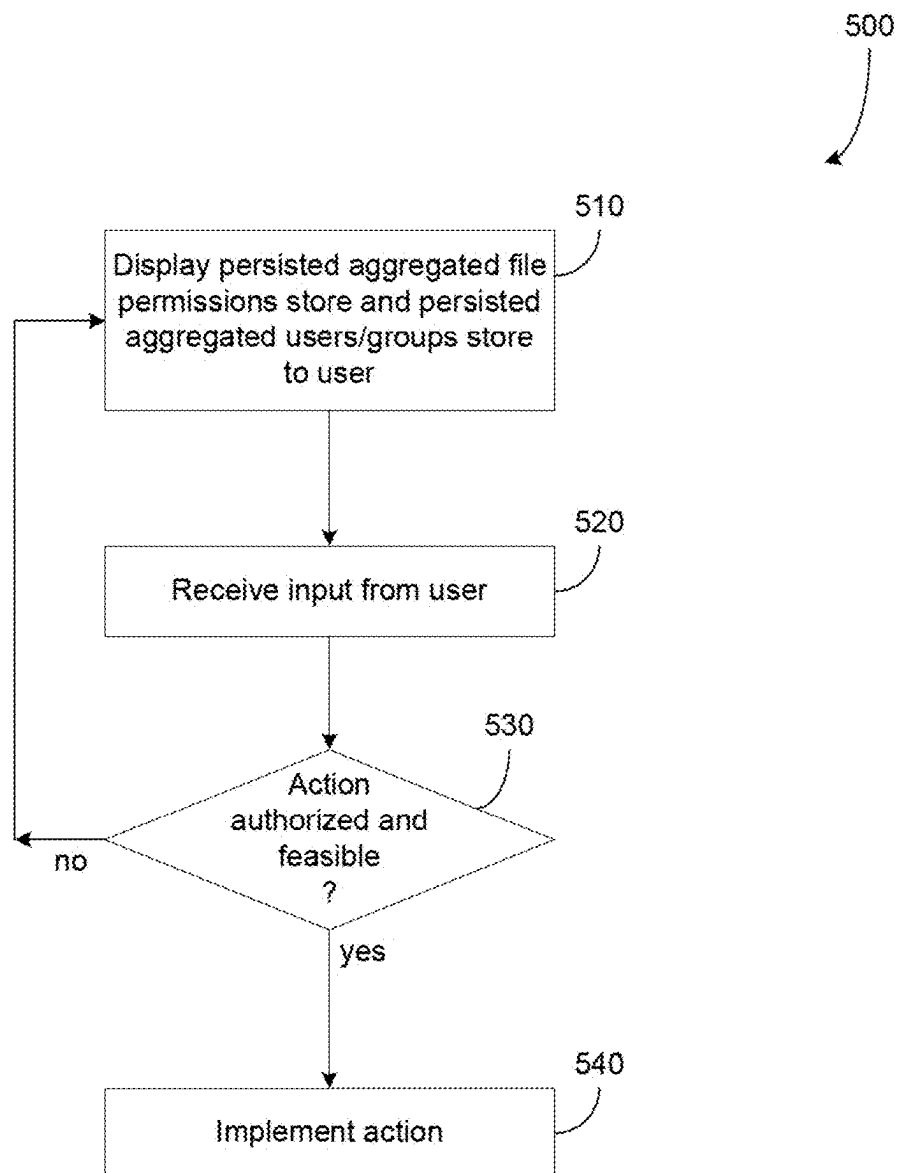 500
510
Display persisted aggregated file
permissions store and persisted
aggregated users/groups store
to user
520
Receive input from user
530
Action
authorized and
feasible
?
no
yes
540
Implement action